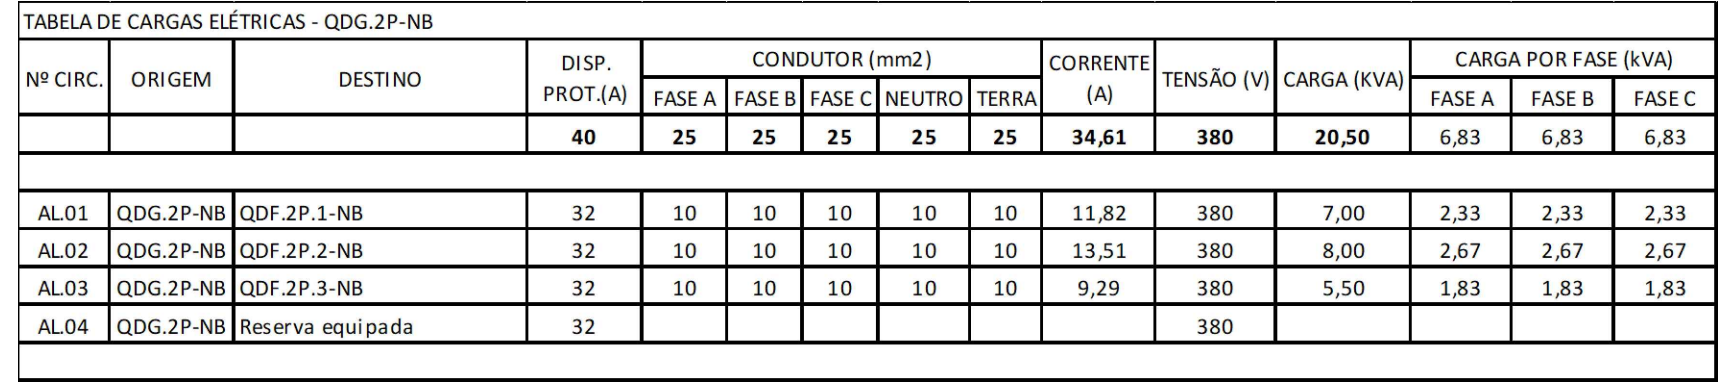 TABELA DE CARGAS ELÉTRICAS - QDG.2P-NB
Nº CIRC. ORIGEM DESTINO DISP. PROT.(A) CONDUTOR (mm2) CORRENTE (A) TENSÃO (V) CARGA (KVA) CARGA POR FASE (kVA)
FASE A FASE B FASE C NEUTRO TERRA FASE A FASE B FASE C
40 25 25 25 25 25 34,61 380 20,50 6,83 6,83 6,83
AL.01 QDG.2P-NB QDF.2P.1-NB 32 10 10 10 10 10 11,82 380 7,00 2,33 2,33 2,33
AL.02 QDG.2P-NB QDF.2P.2-NB 32 10 10 10 10 10 13,51 380 8,00 2,67 2,67 2,67
AL.03 QDG.2P-NB QDF.2P.3-NB 32 10 10 10 10 10 9,29 380 5,50 1,83 1,83 1,83
AL.04 QDG.2P-NB Reserva equipada 32 380